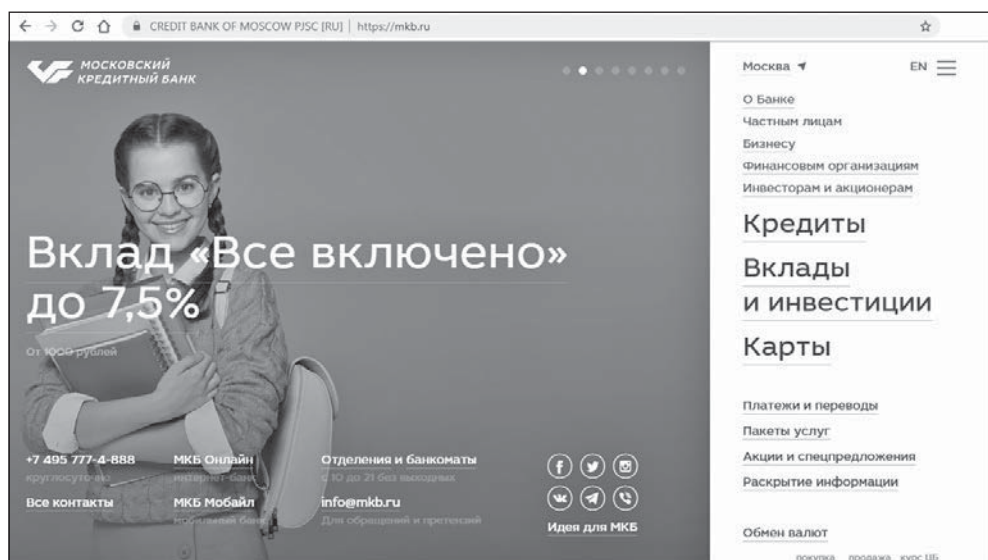 CREDIT BANK OF MOSCOW PJSC [RU] | https://mkb.ru
МОСКОВСКИЙ
КРЕДИТНЫЙ БАНК
Вклад «Все включено»
до 7,5%
От 1000 рублей
+7 495 777-4-888
круглосуточно
Все контакты
МКБ Онлайн
интернет-банк
МКБ Мобайл
мобильный банк
Отделения и банкоматы
с 10 до 21 без выходных
info@mkb.ru
Для обращений и претензий
Идея для МКБ
Москва
EN
О Банке
Частным лицам
Бизнесу
Финансовым организациям
Инвесторам и акционерам
Кредиты
Вклады
и инвестиции
Карты
Платежи и переводы
Пакеты услуг
Акции и спецпредложения
Раскрытие информации
Обмен валют
покупка продажа курс ЦБ